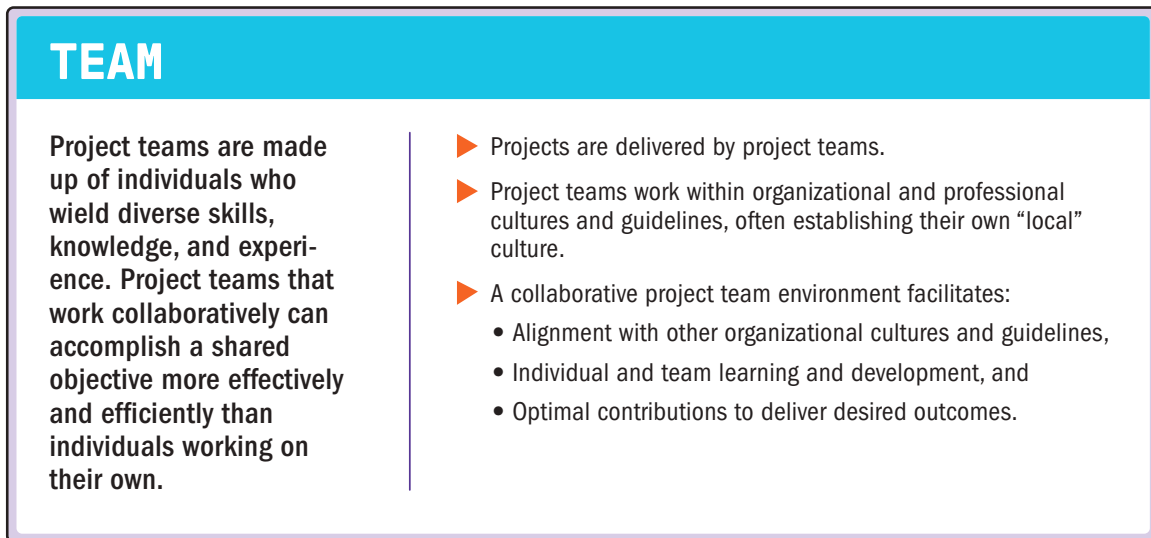 TEAM
Project teams are made
up of individuals who
wield diverse skills,
knowledge, and experi-
ence. Project teams that
work collaboratively can
accomplish a shared
objective more effectively
and efficiently than
individuals working on
their own.
Projects are delivered by project teams.
Project teams work within organizational and professional
cultures and guidelines, often establishing their own “local”
culture.
A collaborative project team environment facilitates:
• Alignment with other organizational cultures and guidelines,
• Individual and team learning and development, and
• Optimal contributions to deliver desired outcomes.